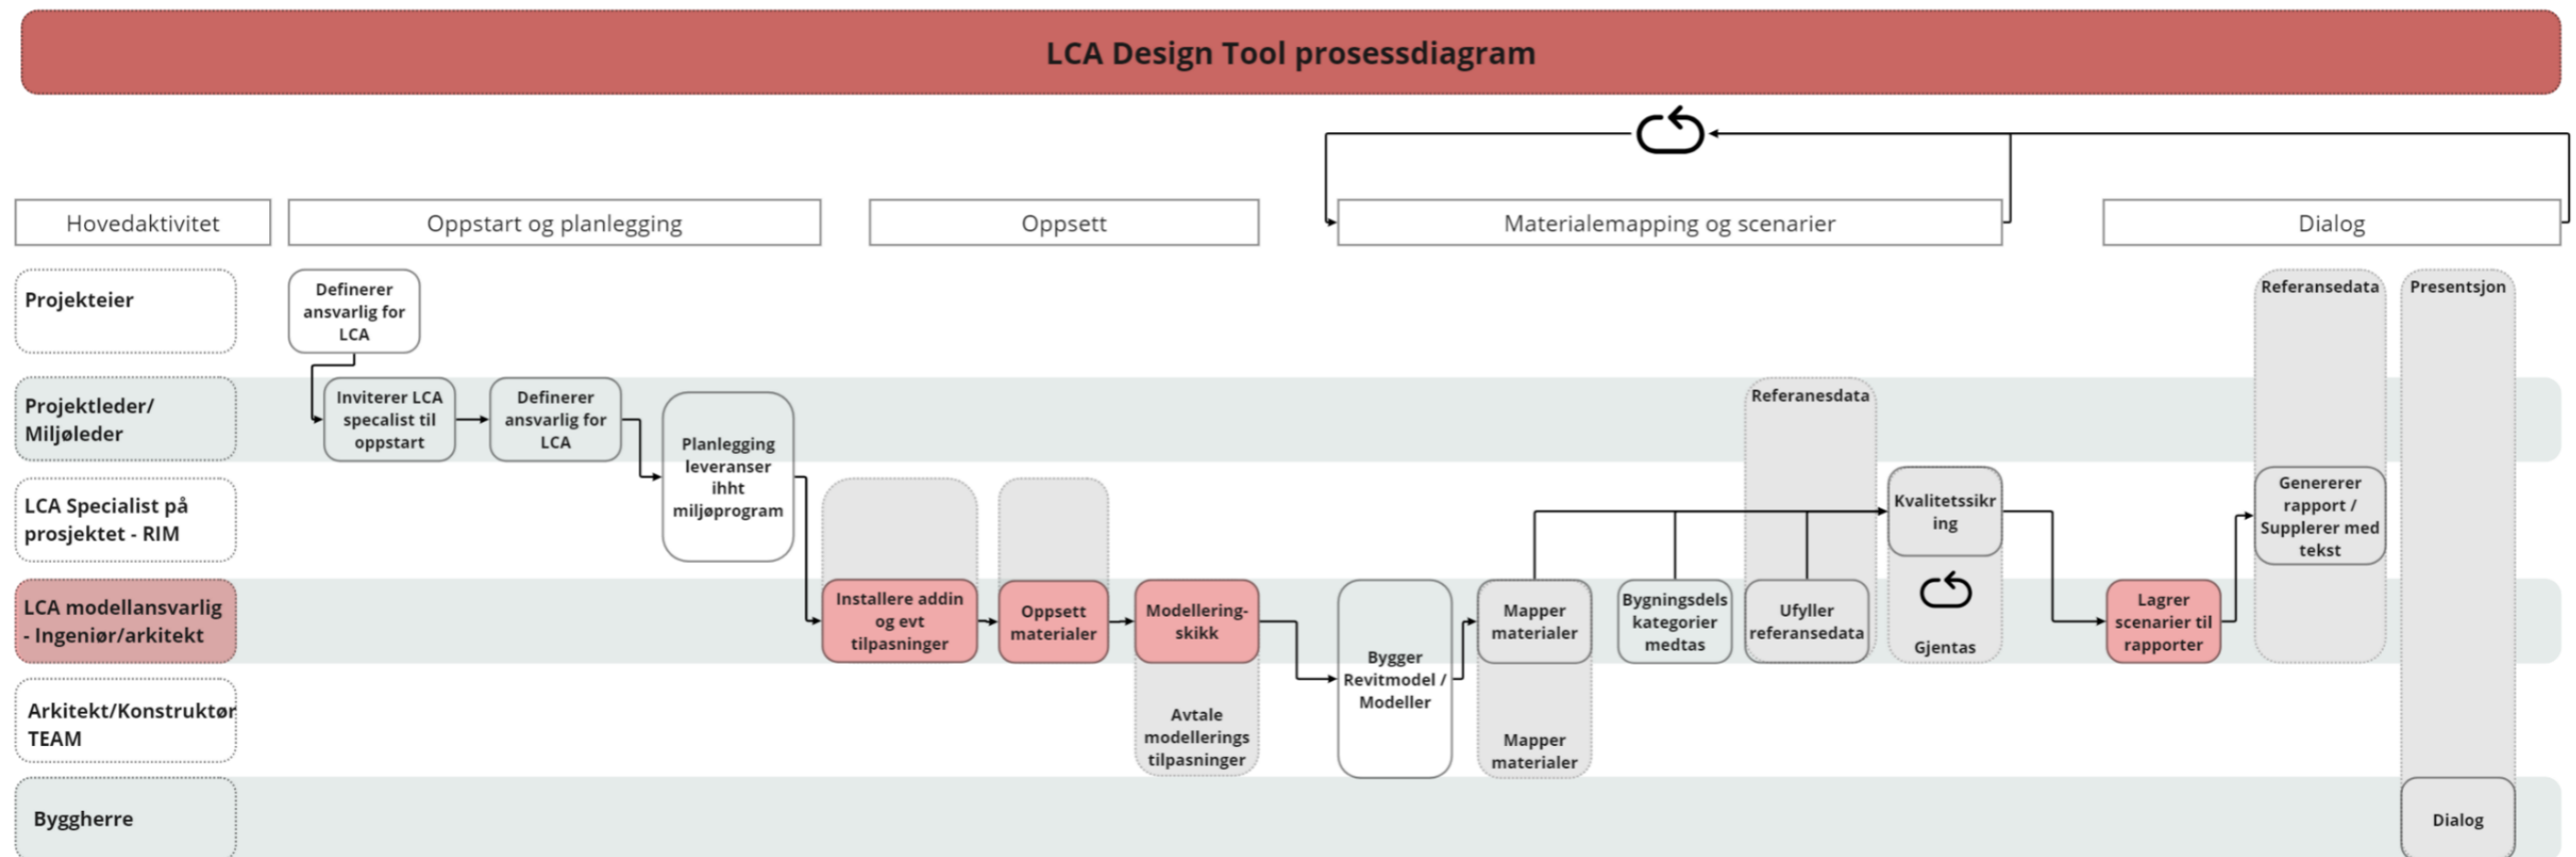 LCA Design Tool prosessdiagram
Hovedaktivitet
Oppstart og planlegging
Oppsett
Materialemapping og scenarier
Dialog
Projekteier
Definerer
ansvarlig for
LCA
Referansedata
Presentsjon
Projektleder/
Miljøleder
Inviterer LCA
specalist til
oppstart
Definerer
ansvarlig for
LCA
Planlegging
leveranser
ihht
miljøprogram
Referanesdata
LCA Specialist på
prosjektet - RIM
Kvalitetssikr
ing
Genererer
rapport /
Supplerer med
tekst
LCA modellansvarlig
- Ingeniør/arkitekt
Installere addin
og evt
tilpasninger
Oppsett
materialer
Modellering-
skikk
Bygger
Revitmodel /
Modeller
Mapper
materialer
Bygningsdels
kategorier
medtas
Ufyller
referansedata
Gjentas
Lagrer
scenarier til
rapporter
Arkitekt/Konstruktør
TEAM
Avtale
modellerings
tilpasninger
Mapper
materialer
Byggherre
Dialog